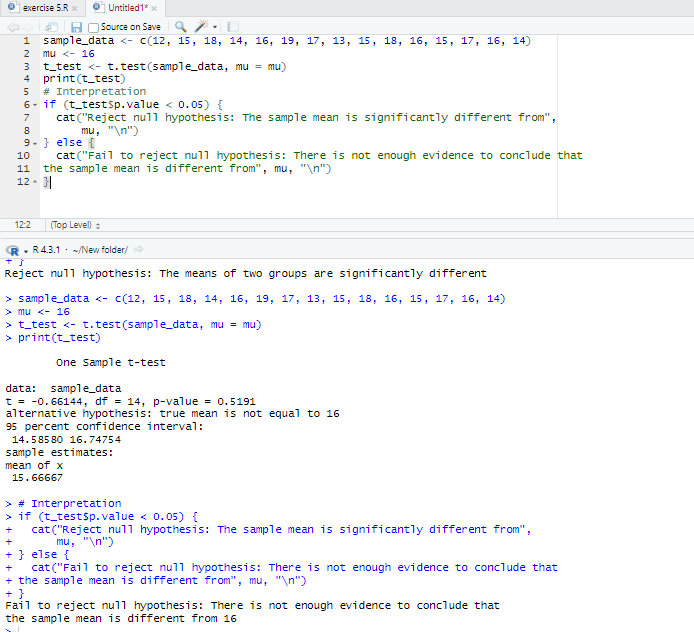 exercise 5.R × Untitled1* ×
Source on Save
1 sample_data <- c(12, 15, 18, 14, 16, 19, 17, 13, 15, 18, 16, 15, 17, 16, 14)
2 mu <- 16
3 t_test <- t.test(sample_data, mu = mu)
4 print(t_test)
5 # Interpretation
6 if (t_test$p.value < 0.05) {
7   cat("Reject null hypothesis: The sample mean is significantly different from",
8       mu, "\n")
9 } else {
10   cat("Fail to reject null hypothesis: There is not enough evidence to conclude that
11 the sample mean is different from", mu, "\n")
12 }
12:2 (Top Level)
R 4.3.1 · ~/New folder/
+ }
Reject null hypothesis: The means of two groups are significantly different
> sample_data <- c(12, 15, 18, 14, 16, 19, 17, 13, 15, 18, 16, 15, 17, 16, 14)
> mu <- 16
> t_test <- t.test(sample_data, mu = mu)
> print(t_test)
One Sample t-test
data:  sample_data
t = -0.66144, df = 14, p-value = 0.5191
alternative hypothesis: true mean is not equal to 16
95 percent confidence interval:
 14.58580 16.74754
sample estimates:
mean of x
 15.66667
> # Interpretation
> if (t_test$p.value < 0.05) {
+   cat("Reject null hypothesis: The sample mean is significantly different from",
+       mu, "\n")
+ } else {
+   cat("Fail to reject null hypothesis: There is not enough evidence to conclude that
+ the sample mean is different from", mu, "\n")
+ }
Fail to reject null hypothesis: There is not enough evidence to conclude that
the sample mean is different from 16
>